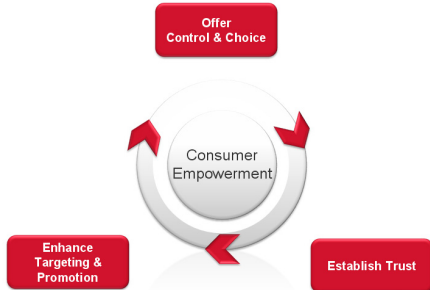 Offer
Control & Choice
Consumer
Empowerment
Enhance
Targeting &
Promotion
Establish Trust